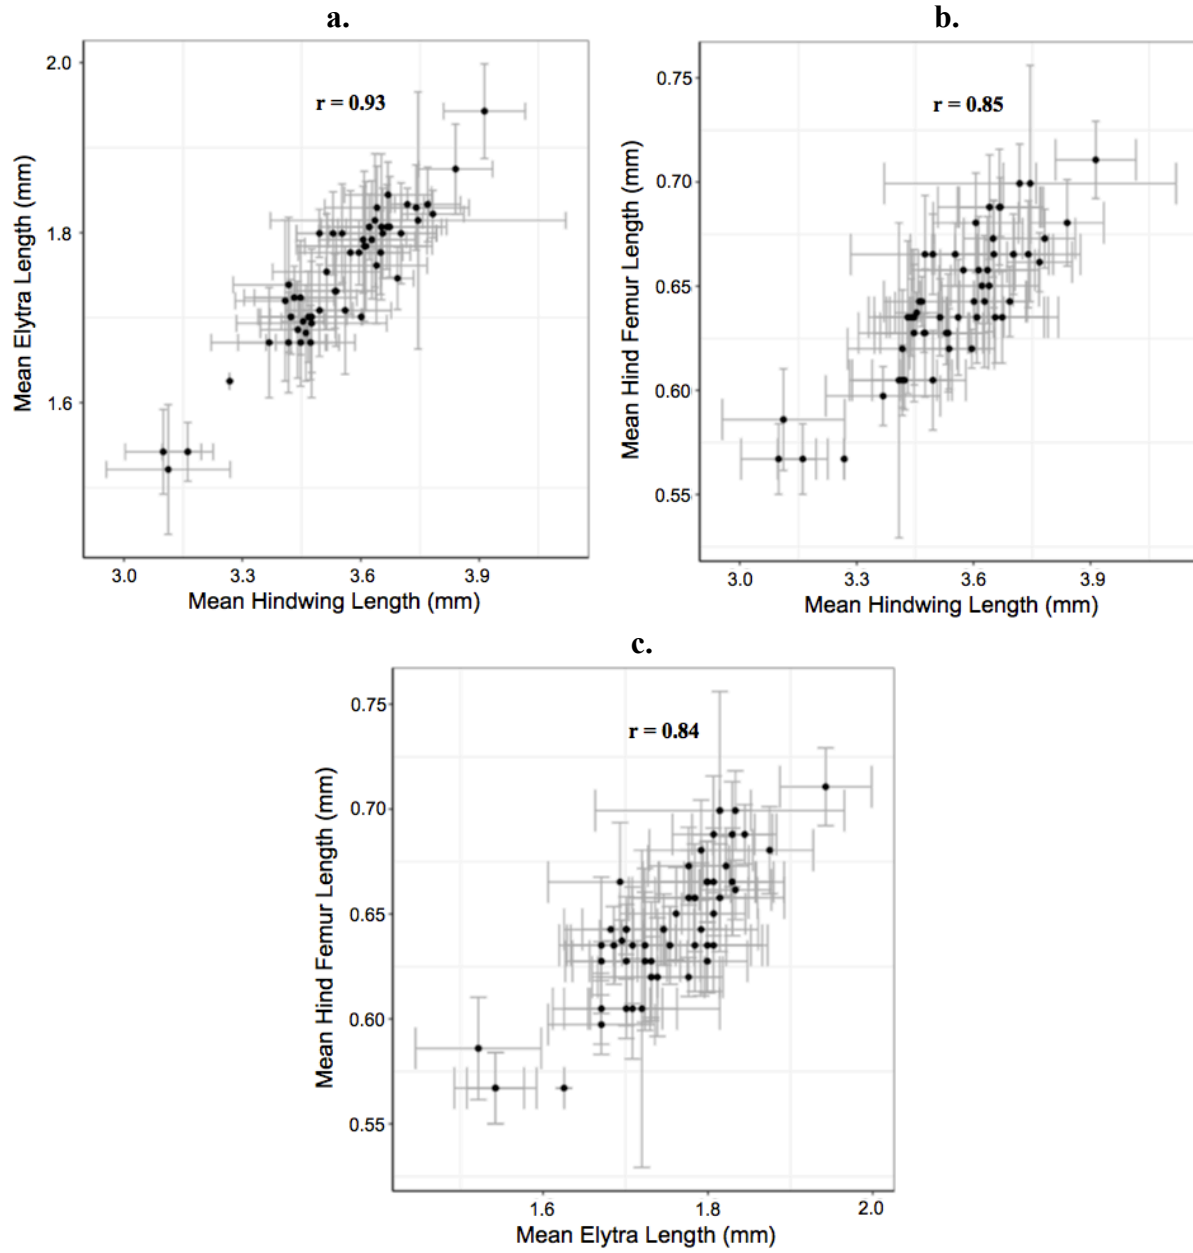 a.
r = 0.93
2.0
1.8
1.6
Mean Elytra Length (mm)
3.0 3.3 3.6 3.9
Mean Hindwing Length (mm)
b.
r = 0.85
0.75
0.70
0.65
0.60
0.55
Mean Hind Femur Length (mm)
3.0 3.3 3.6 3.9
Mean Hindwing Length (mm)
c.
r = 0.84
0.75
0.70
0.65
0.60
0.55
Mean Hind Femur Length (mm)
1.6 1.8 2.0
Mean Elytra Length (mm)